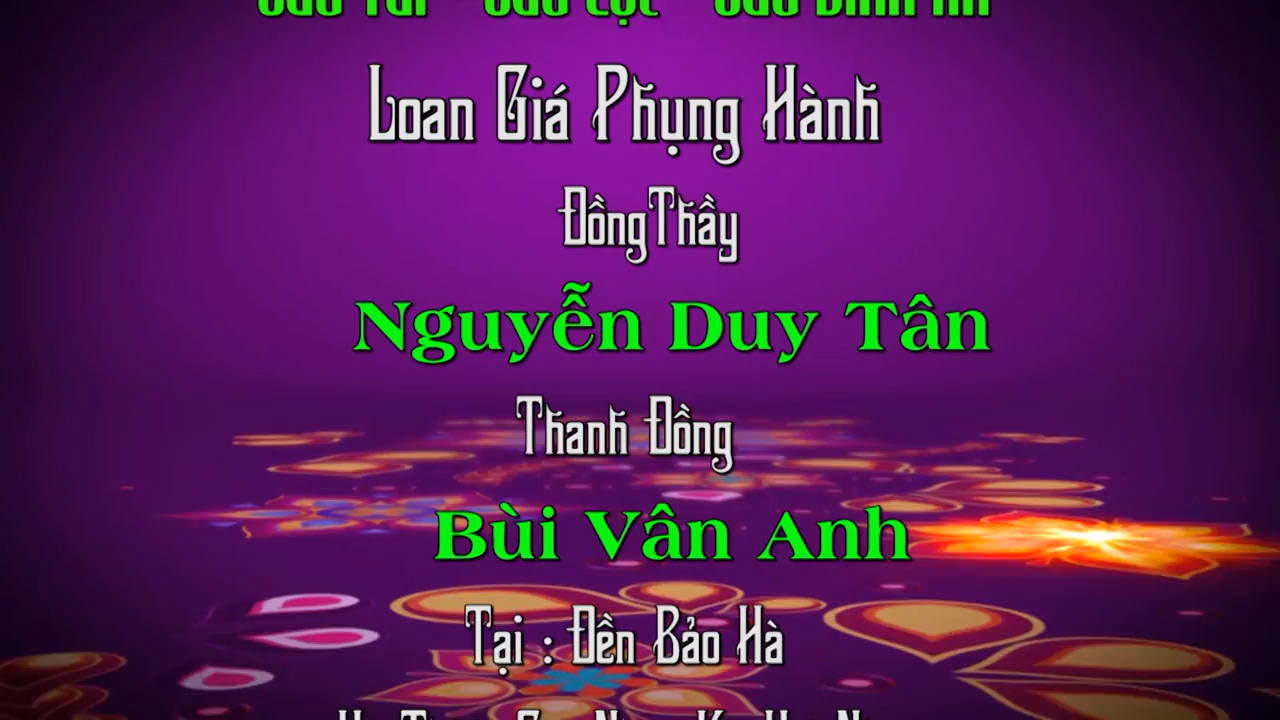 Loan Giá Phụng Hành
Đồng Thầy
Nguyễn Duy Tân
Thanh Đồng
Bùi Vân Anh
Tại : Đền Bảo Hà